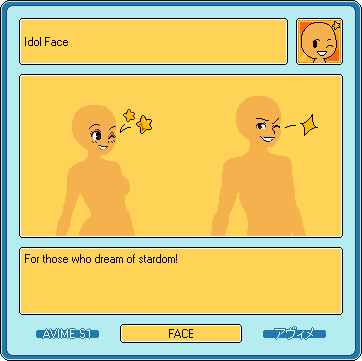 Idol Face
For those who dream of stardom!
AVIME S1
FACE
アヴィメ